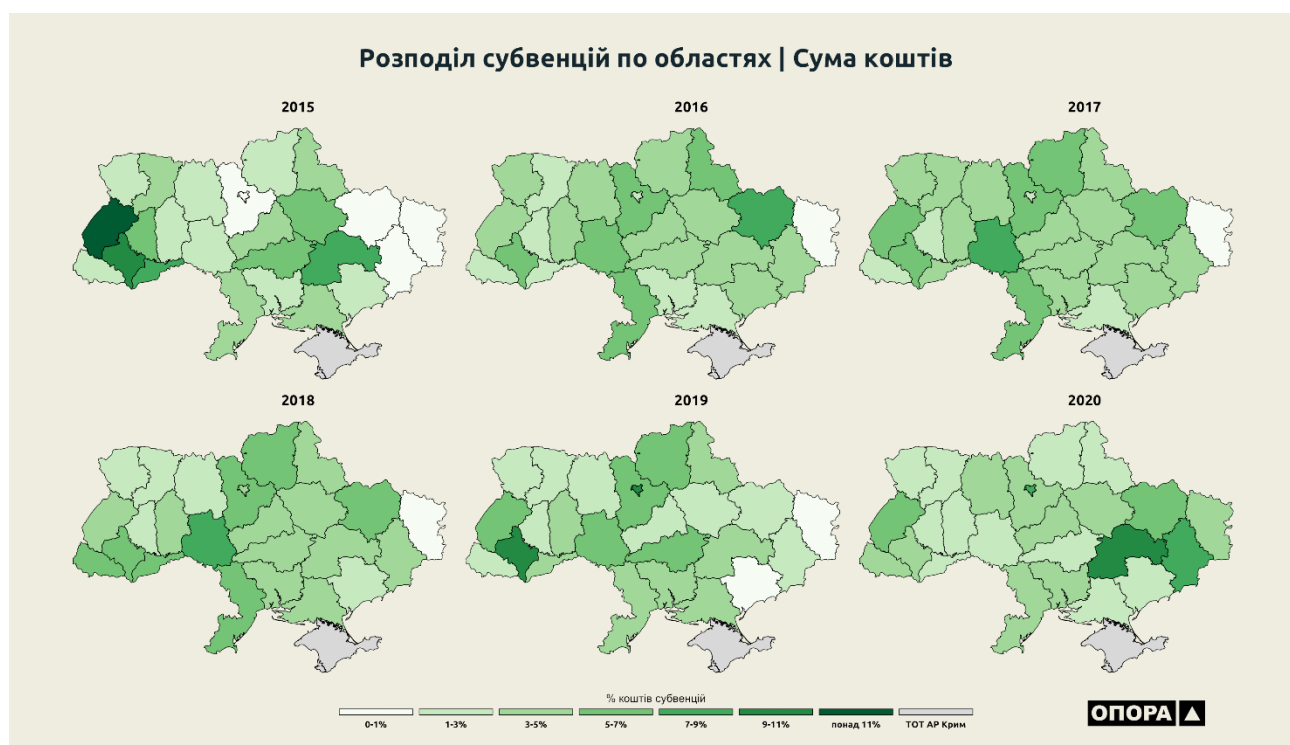 Розподіл субвенцій по областях | Сума коштів
2015
2016
2017
2018
2019
2020
% коштів субвенцій
0-1%
1-3%
3-5%
5-7%
7-9%
9-11%
понад 11%
ТОТ АР Крим
ОПОРА